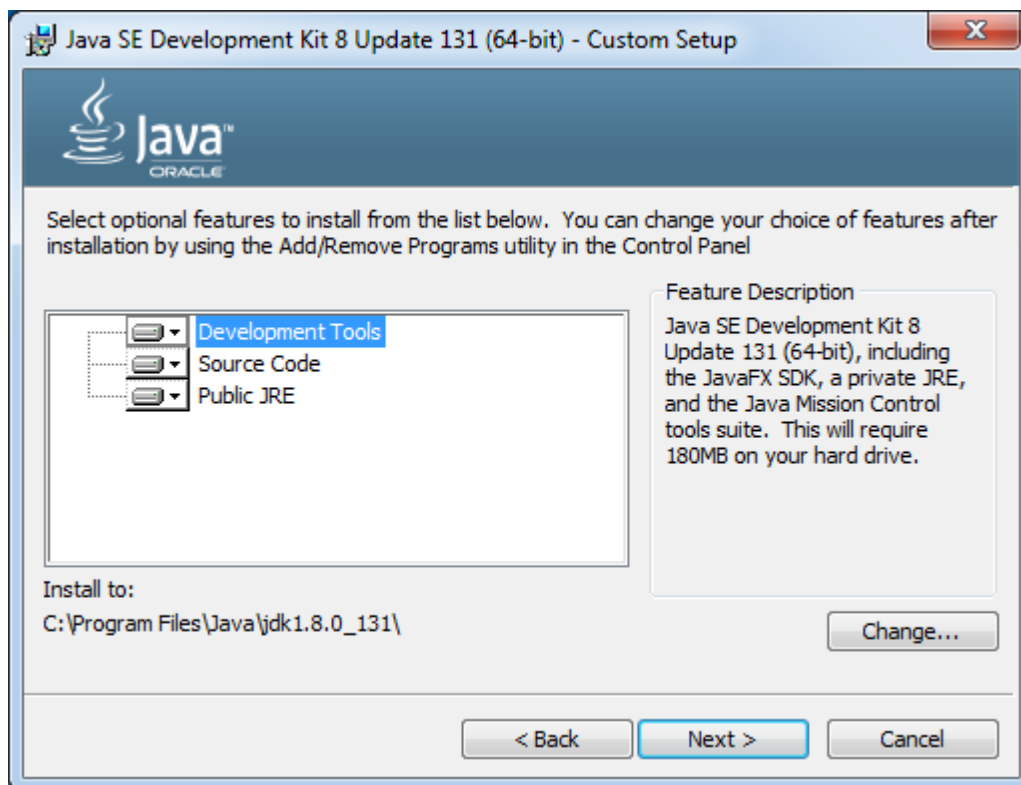 Java SE Development Kit 8 Update 131 (64-bit) - Custom Setup
Java™
ORACLE
Select optional features to install from the list below.  You can change your choice of features after
installation by using the Add/Remove Programs utility in the Control Panel
Development Tools
Source Code
Public JRE
Feature Description
Java SE Development Kit 8
Update 131 (64-bit), including
the JavaFX SDK, a private JRE,
and the Java Mission Control
tools suite.  This will require
180MB on your hard drive.
Install to:
C:\Program Files\Java\jdk1.8.0_131\
Change...
< Back
Next >
Cancel